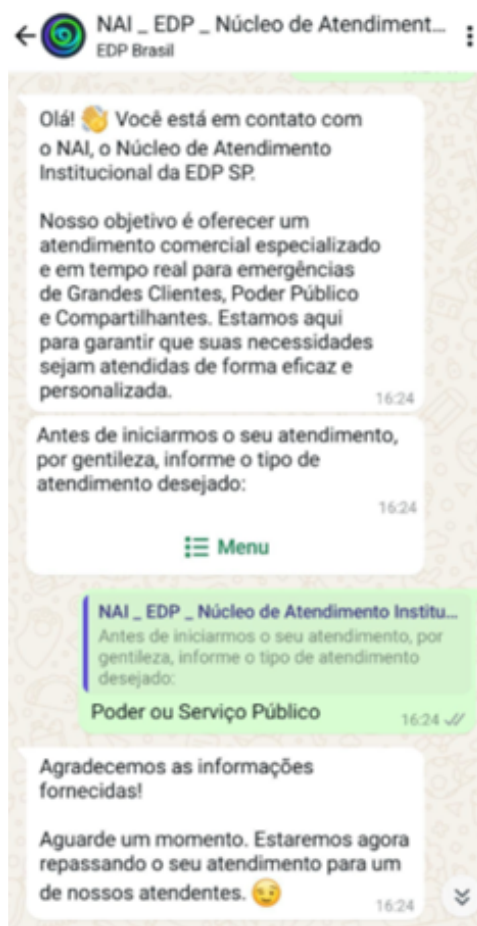 NAI _ EDP _ Núcleo de Atendiment...
EDP Brasil
Olá! 👋 Você está em contato com
o NAI, o Núcleo de Atendimento
Institucional da EDP SP.
Nosso objetivo é oferecer um
atendimento comercial especializado
e em tempo real para emergências
de Grandes Clientes, Poder Público
e Compartilhantes. Estamos aqui
para garantir que suas necessidades
sejam atendidas de forma eficaz e
personalizada.
16:24
Antes de iniciarmos o seu atendimento,
por gentileza, informe o tipo de
atendimento desejado:
16:24
Menu
NAI _ EDP _ Núcleo de Atendimento Institu...
Antes de iniciarmos o seu atendimento, por
gentileza, informe o tipo de atendimento
desejado:
Poder ou Serviço Público
16:24
Agradecemos as informações
fornecidas!
Aguarde um momento. Estaremos agora
repassando o seu atendimento para um
de nossos atendentes. 😉
16:24